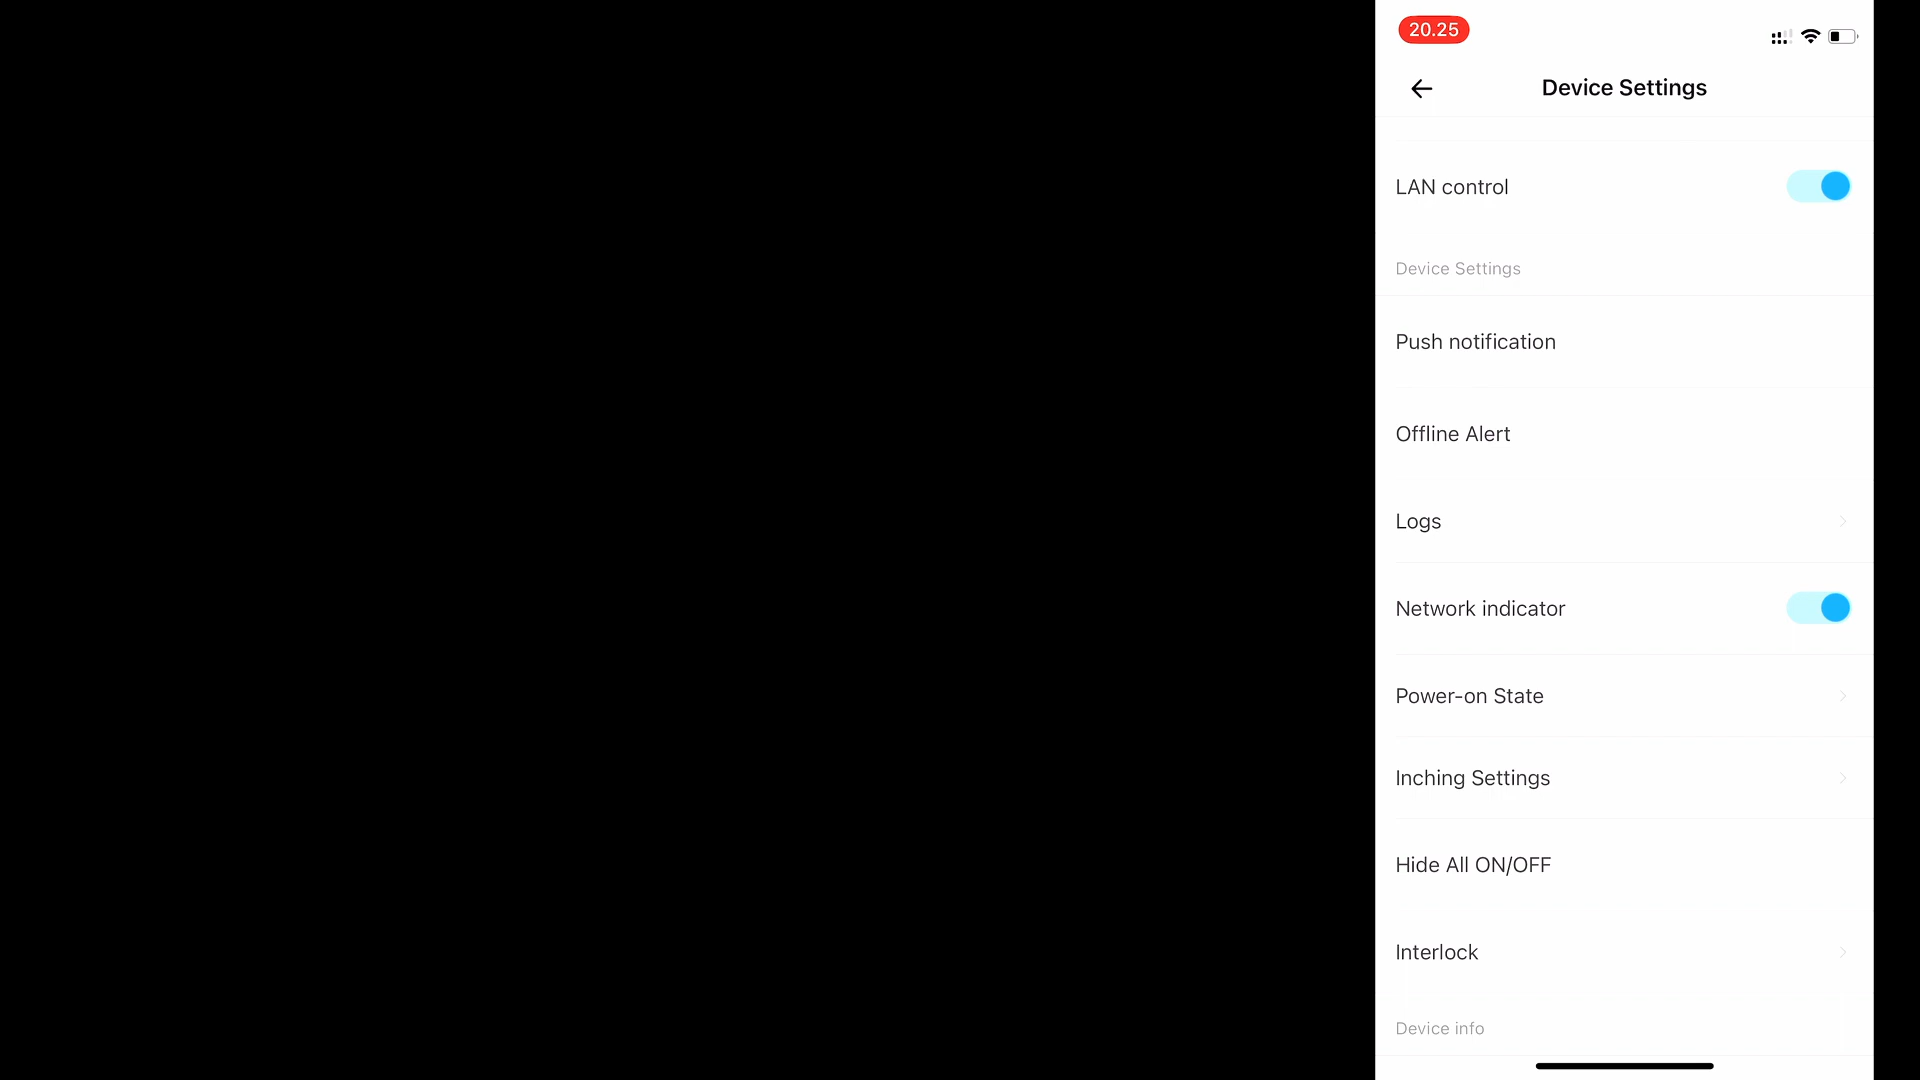 20.25
Device Settings
LAN control
Device Settings
Push notification
Offline Alert
Logs
Network indicator
Power-on State
Inching Settings
Hide All ON/OFF
Interlock
Device info